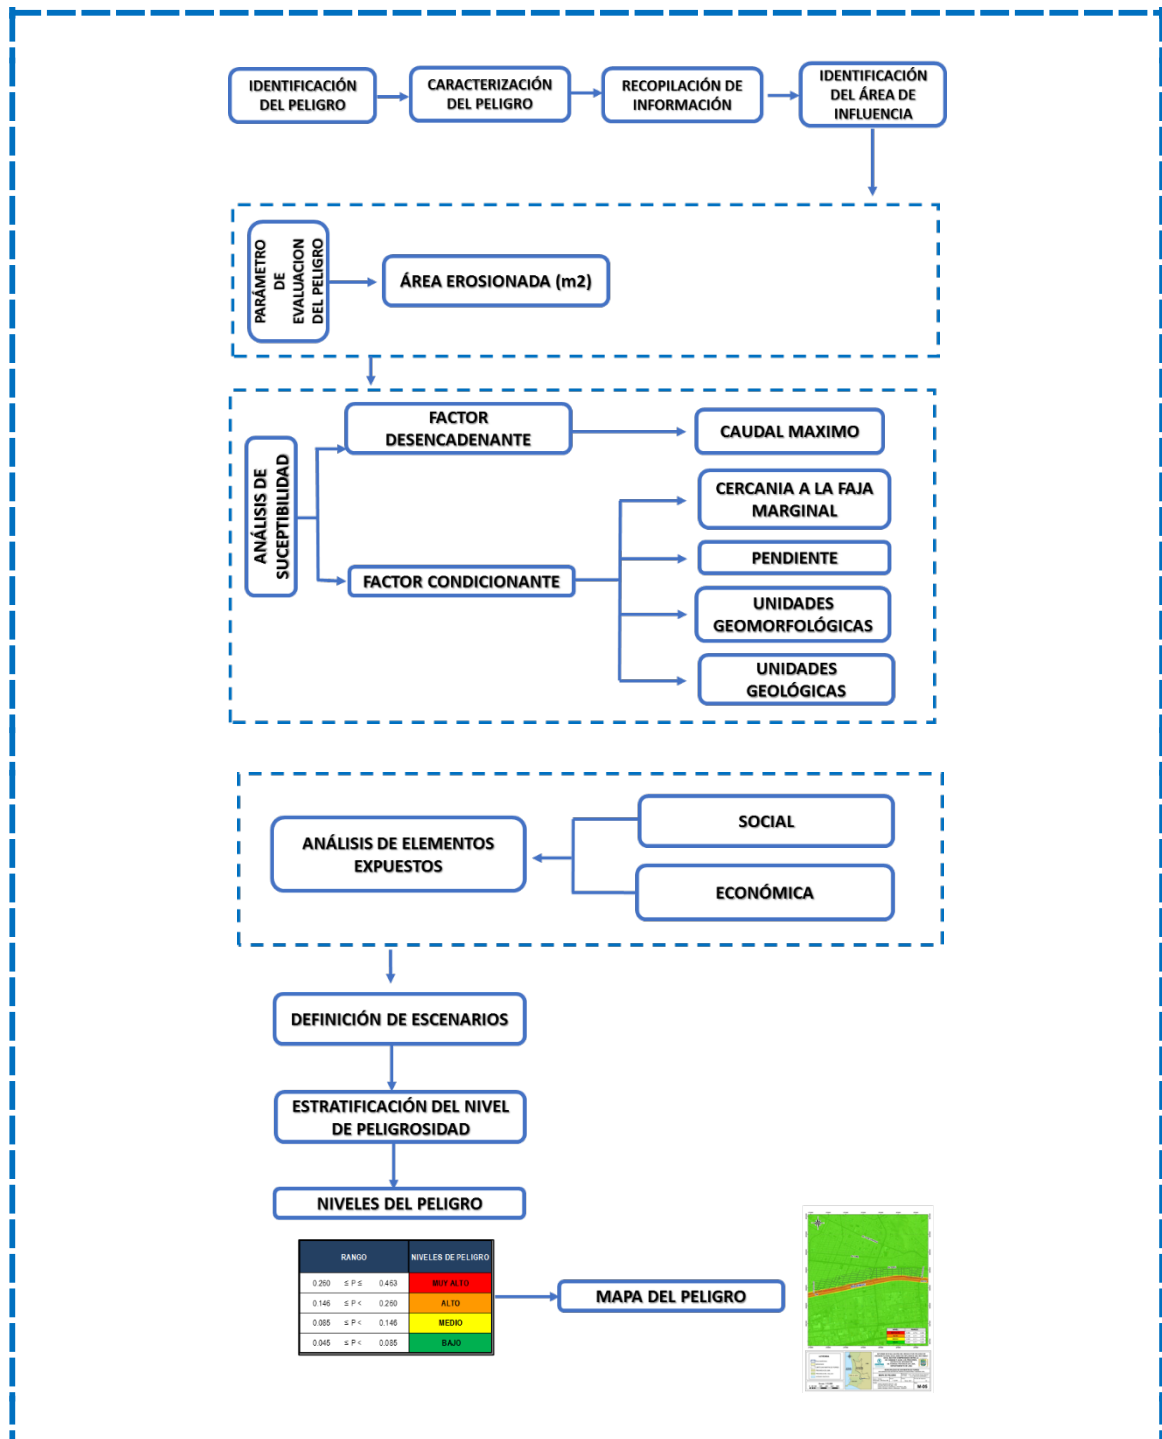 IDENTIFICACIÓN
DEL PELIGRO
CARACTERIZACIÓN
DEL PELIGRO
RECOPILACIÓN DE
INFORMACIÓN
IDENTIFICACIÓN
DEL ÁREA DE
INFLUENCIA
PARÁMETRO
DE
EVALUACION
DEL PELIGRO
ÁREA EROSIONADA (m2)
ANÁLISIS DE
SUCEPTIBILIDAD
FACTOR
DESENCADENANTE
CAUDAL MAXIMO
FACTOR CONDICIONANTE
CERCANIA A LA FAJA
MARGINAL
PENDIENTE
UNIDADES
GEOMORFOLÓGICAS
UNIDADES
GEOLÓGICAS
ANÁLISIS DE ELEMENTOS
EXPUESTOS
SOCIAL
ECONÓMICA
DEFINICIÓN DE ESCENARIOS
ESTRATIFICACIÓN DEL NIVEL
DE PELIGROSIDAD
NIVELES DEL PELIGRO
RANGO NIVELES DE PELIGRO
0.260 ≤ P ≤ 0.463 MUY ALTO
0.146 ≤ P < 0.260 ALTO
0.085 ≤ P < 0.146 MEDIO
0.045 ≤ P < 0.085 BAJO
MAPA DEL PELIGRO